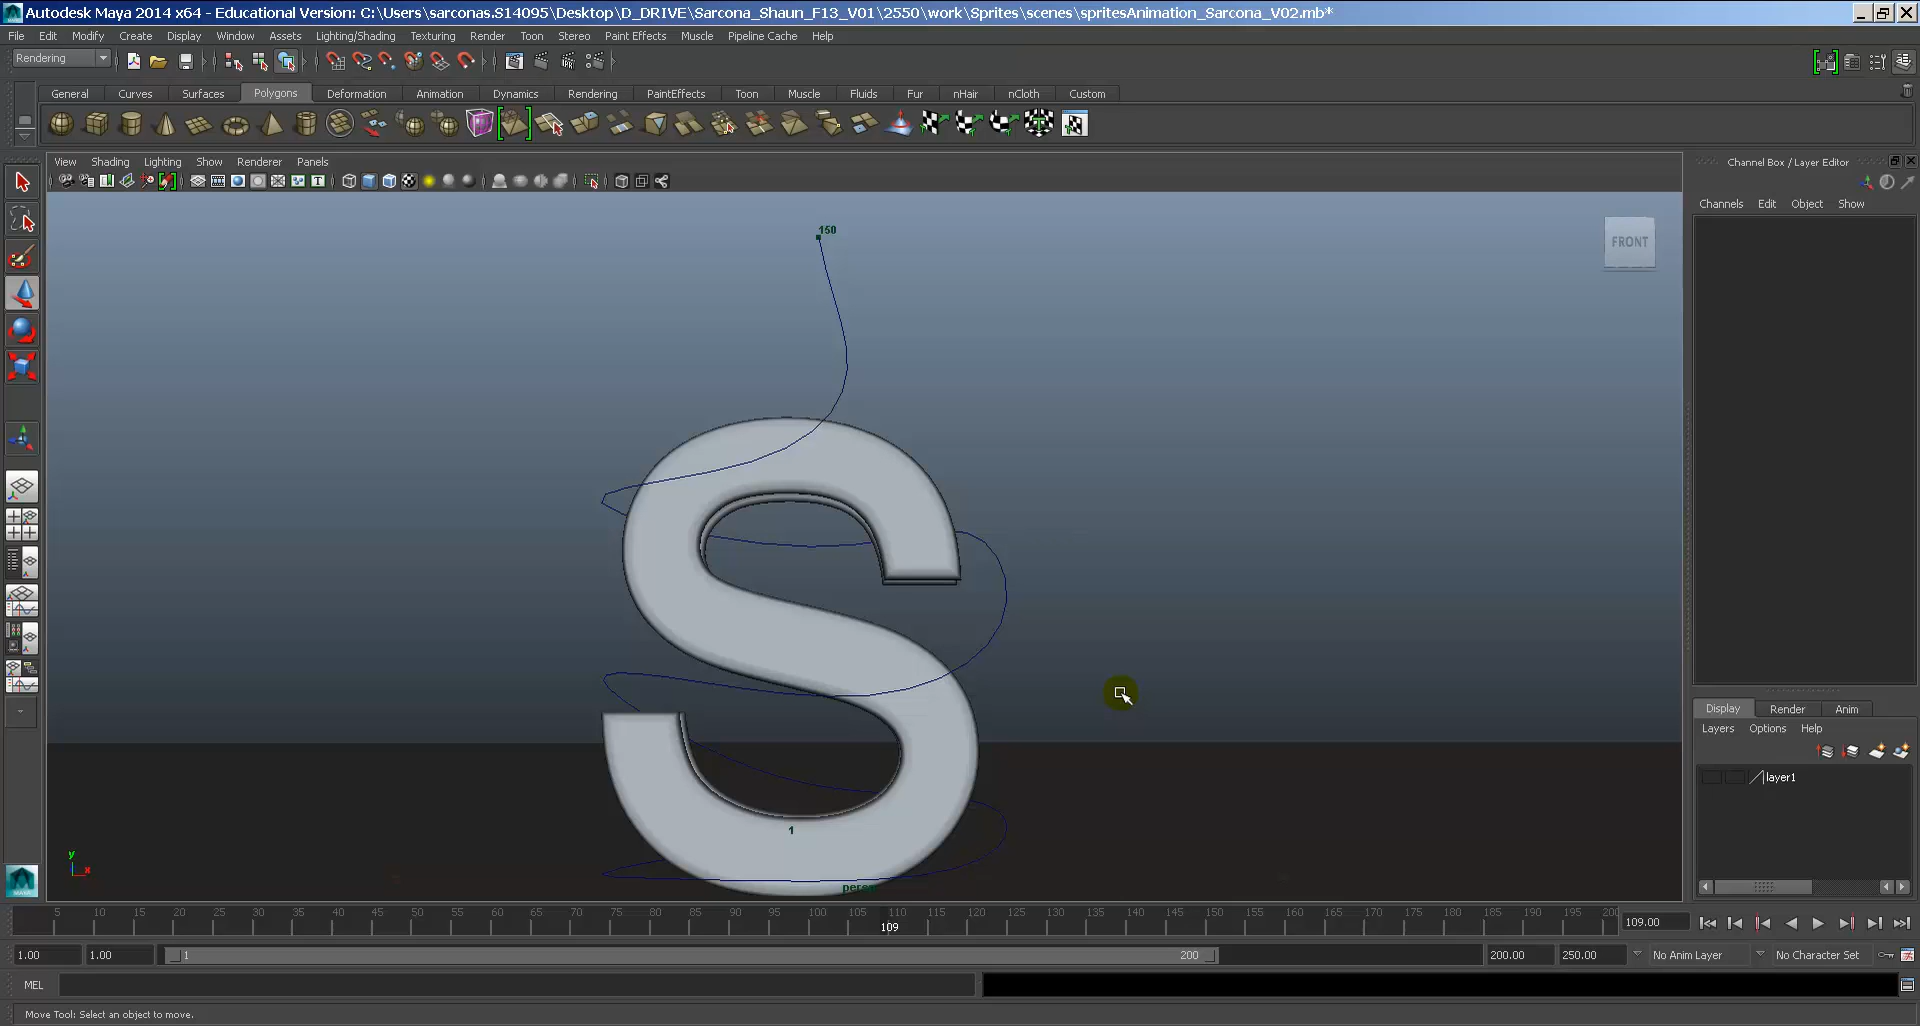 Autodesk Maya 2014 x64 - Educational Version: C:\Users\sarconas.S14095\Desktop\D_DRIVE\Sarcona_Shaun_F13_V01\2550\work\Sprites\scenes\spritesAnimation_Sarcona_V02.mb*
File Edit Modify Create Display Window Assets Lighting/Shading Texturing Render Toon Stereo Paint Effects Muscle Pipeline Cache Help
Rendering
General Curves Surfaces Polygons Deformation Animation Dynamics Rendering PaintEffects Toon Muscle Fluids Fur nHair nCloth Custom
View Shading Lighting Show Renderer Panels
Channel Box / Layer Editor
Channels Edit Object Show
150
FRONT
S
1
y
x
Display Render Anim
Layers Options Help
layer1
5 10 15 20 25 30 35 40 45 50 55 60 65 70 75 80 85 90 95 100 105 110 115 120 125 130 135 140 145 150 155 160 165 170 175 180 185 190 195 200
109
109.00
1.00 1.00 1 200 200.00 250.00 No Anim Layer No Character Set
MEL
Move Tool: Select an object to move.